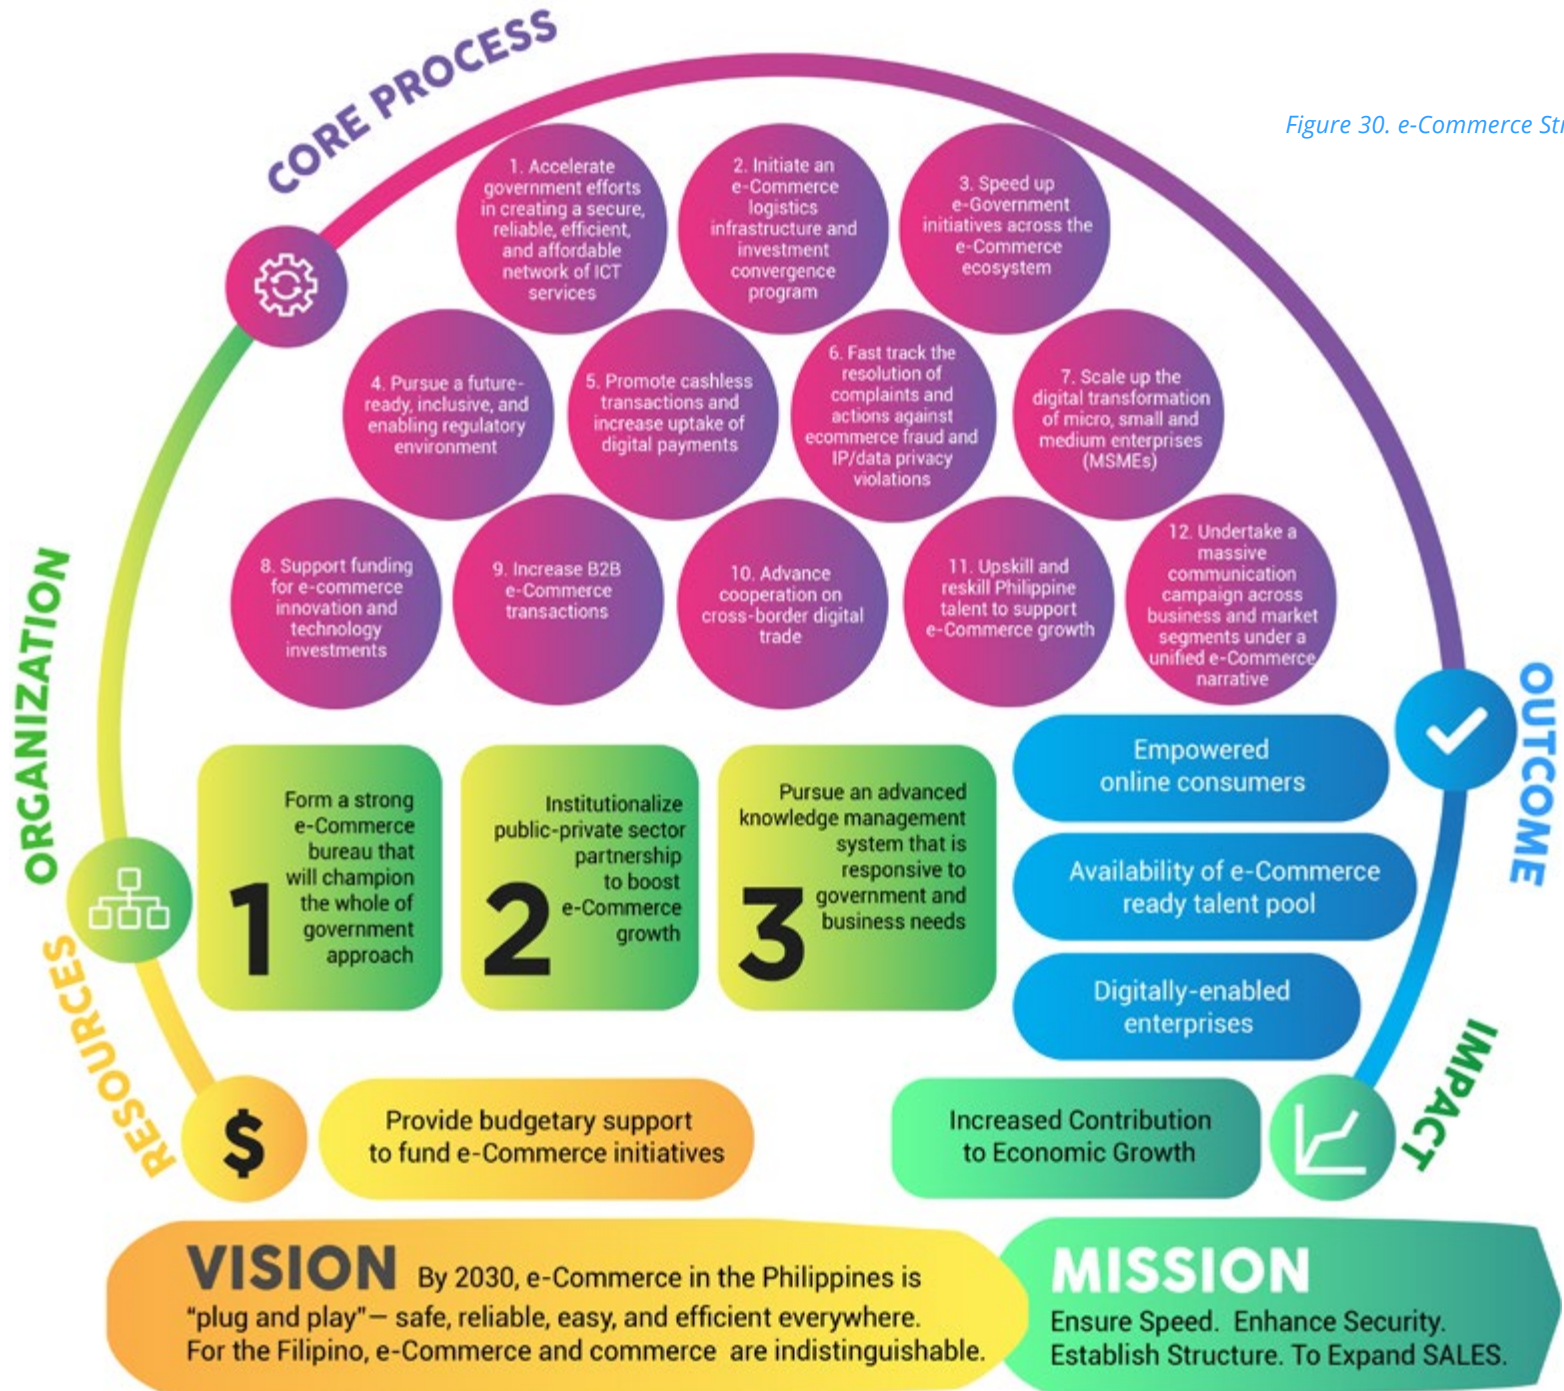 CORE PROCESS
Figure 30. e-Commerce
1. Accelerate
government efforts
in creating a secure,
reliable, efficient,
and affordable
network of ICT
services
2. Initiate an
e-Commerce
logistics
infrastructure and
investment
convergence
program
3. Speed up
e-Government
initiatives across the
e-Commerce
ecosystem
4. Pursue a future-
ready, inclusive, and
enabling regulatory
environment
5. Promote cashless
transactions and
increase uptake of
digital payments
6. Fast track the
resolution of
complaints and
actions against
ecommerce fraud and
IP/data privacy
violations
7. Scale up the
digital transformation
of micro, small and
medium enterprises
(MSMEs)
8. Support funding
for e-commerce
innovation and
technology
investments
9. Increase B2B
e-Commerce
transactions
10. Advance
cooperation on
cross-border digital
trade
11. Upskill and
reskill Philippine
talent to support
e-Commerce growth
12. Undertake a
massive
communication
campaign across
business and market
segments under a
unified e-Commerce
narrative
ORGANIZATION
1
Form a strong
e-Commerce
bureau that
will champion
the whole of
government
approach
2
Institutionalize
public-private sector
partnership
to boost
e-Commerce
growth
3
Pursue an advanced
knowledge management
system that is
responsive to
government and
business needs
OUTCOME
Empowered
online consumers
Availability of e-Commerce
ready talent pool
Digitally-enabled
enterprises
RESOURCES
$
Provide budgetary support
to fund e-Commerce initiatives
IMPACT
Increased Contribution
to Economic Growth
VISION By 2030, e-Commerce in the Philippines is
“plug and play”— safe, reliable, easy, and efficient everywhere.
For the Filipino, e-Commerce and commerce are indistinguishable.
MISSION
Ensure Speed. Enhance Security.
Establish Structure. To Expand SALES.